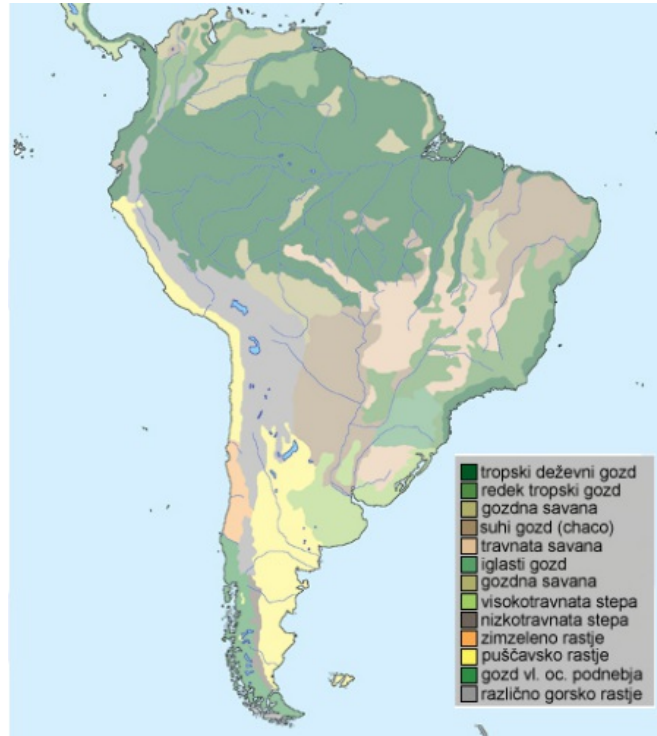 tropski deževni gozd
redek tropski gozd
gozdna savana
suhi gozd (chaco)
travnata savana
iglasti gozd
gozdna savana
visokotravnata stepa
nizkotravnata stepa
zimzeleno rastje
puščavsko rastje
gozd vl. oc. podnebja
različno gorsko rastje